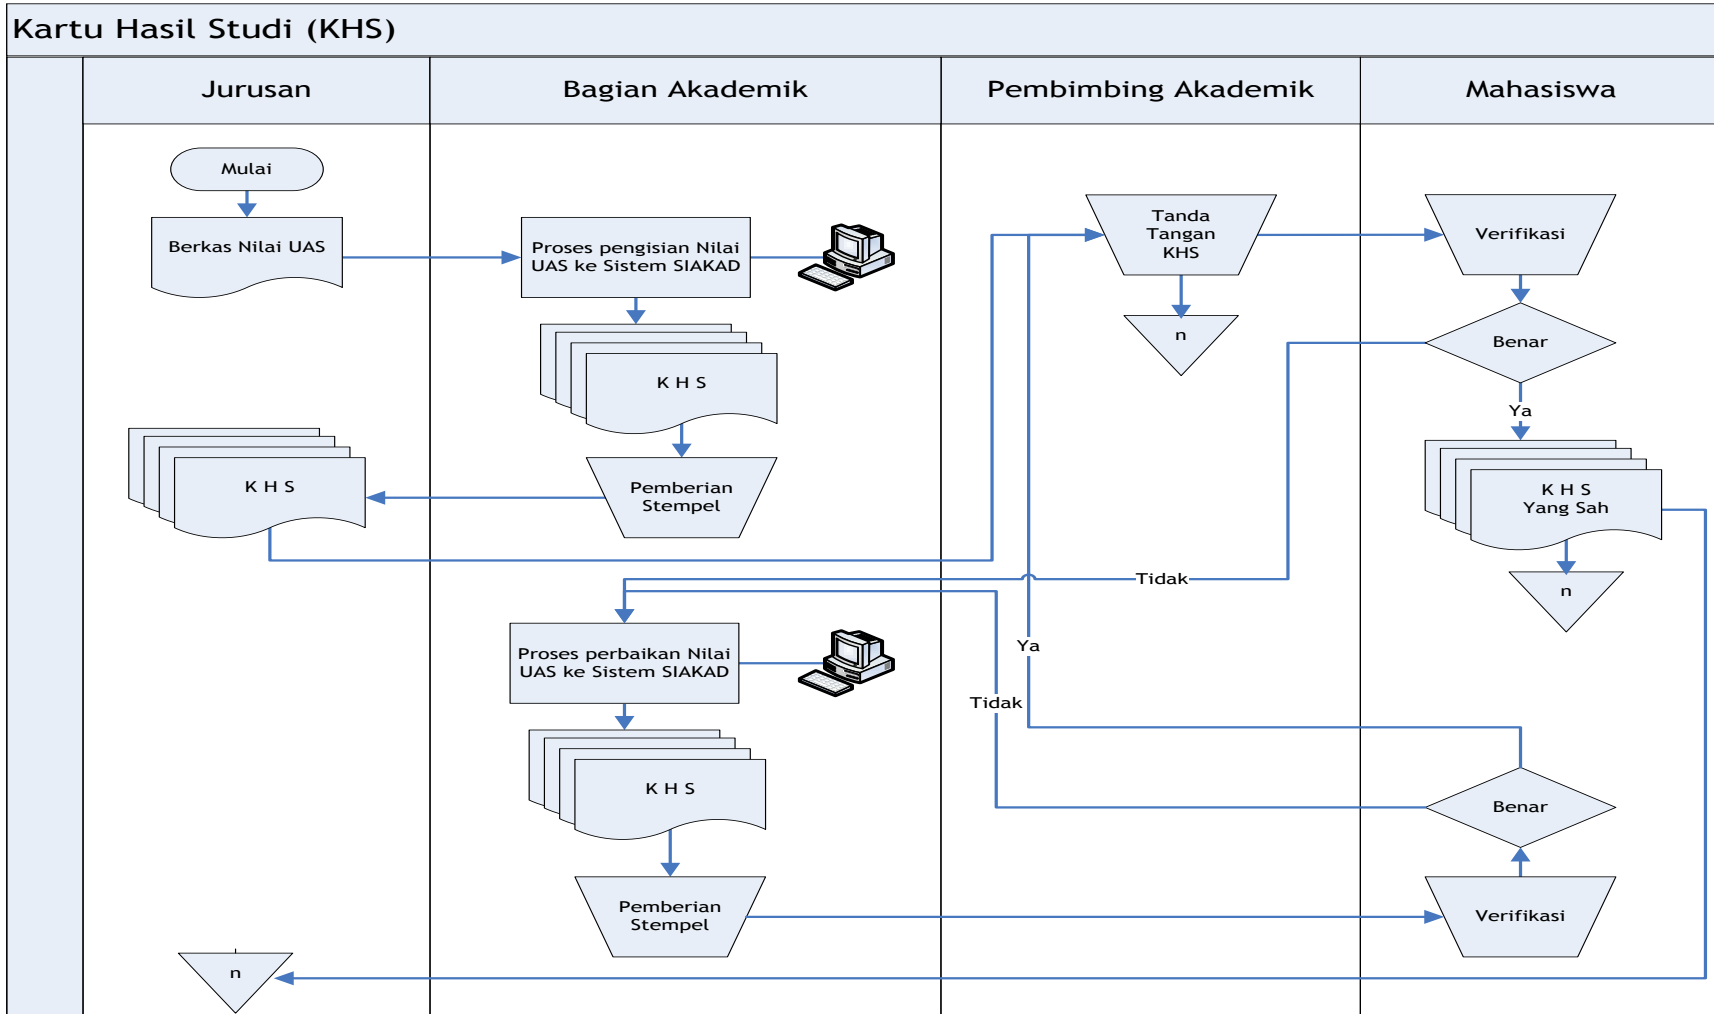 Kartu Hasil Studi (KHS)
Jurusan
Bagian Akademik
Pembimbing Akademik
Mahasiswa
Mulai
Berkas Nilai UAS
Proses pengisian Nilai
UAS ke Sistem SIAKAD
Tanda
Tangan
KHS
Verifikasi
n
Benar
K H S
Ya
K H S
Pemberian
Stempel
K H S
Yang Sah
Tidak
n
Proses perbaikan Nilai
UAS ke Sistem SIAKAD
Ya
Tidak
K H S
Benar
Pemberian
Stempel
Verifikasi
n